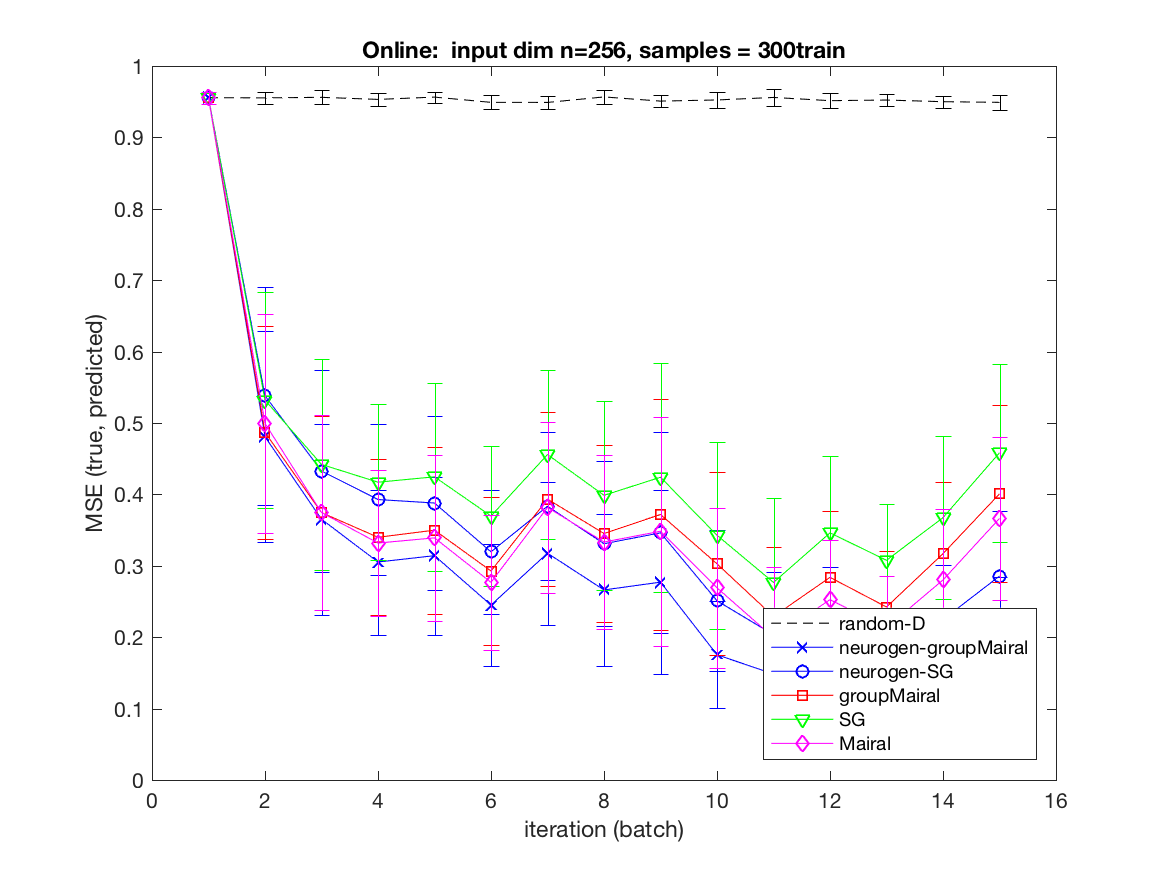 Online: input dim n=256, samples = 300train
MSE (true, predicted)
1
0.9
0.8
0.7
0.6
0.5
0.4
0.3
0.2
0.1
0
random-D
neurogen-groupMairal
neurogen-SG
groupMairal
SG
Mairal
0 2 4 6 8 10 12 14 16
iteration (batch)